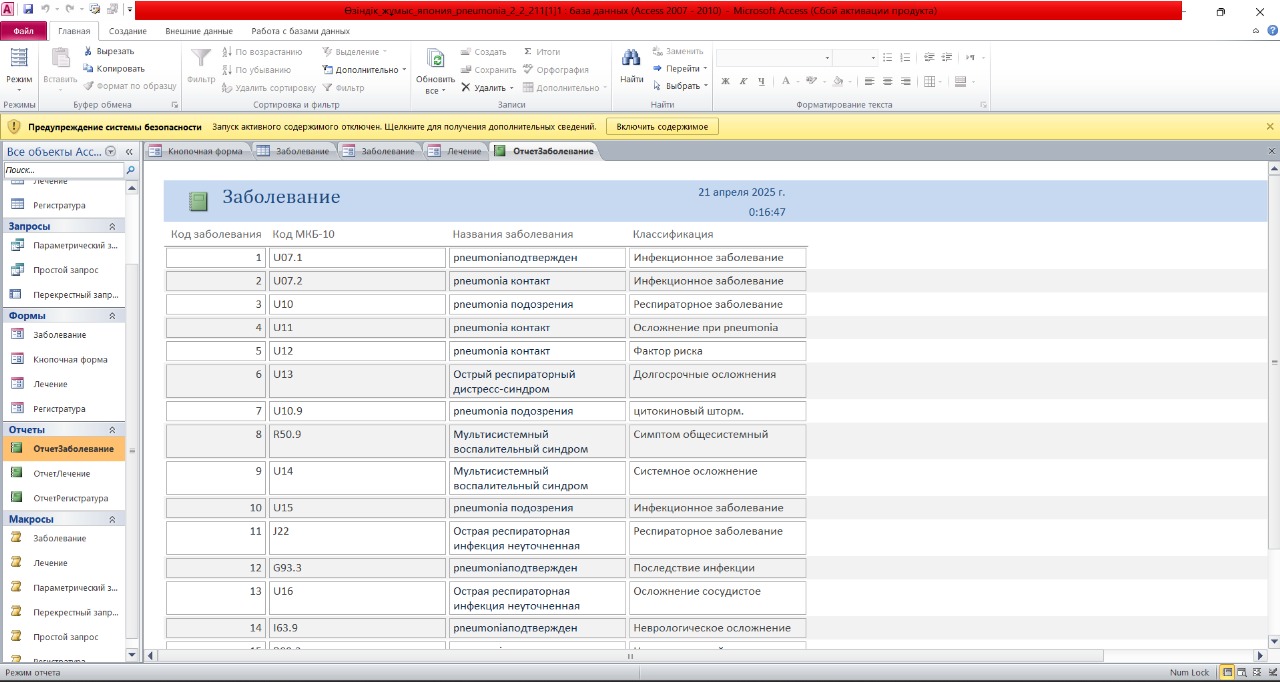 Өзіндік жұмыс_япония_pneumonia_2_2_211[1]1 : база данных (Access 2007 - 2010) - Microsoft Access (Сбой активации продукта)
Файл Главная Создание Внешние данные Работа с базами данных
Режим
Режимы
Вставить
Вырезать
Копировать
Формат по образцу
Буфер обмена
Фильтр
По возрастанию
По убыванию
Удалить сортировку
Выделение
Дополнительно
Фильтр
Сортировка и фильтр
Обновить все
Создать
Сохранить
Удалить
Итоги
Орфография
Дополнительно
Записи
Найти
Заменить
Перейти
Выбрать
Найти
Ж К Ч А
Форматирование текста
Предупреждение системы безопасности Запуск активного содержимого отключен. Щелкните для получения дополнительных сведений. Включить содержимое
Все объекты Acc...
Поиск...
Лечение
Регистратура
Запросы
Параметрический з...
Простой запрос
Перекрестный запр...
Формы
Заболевание
Кнопочная форма
Лечение
Регистратура
Отчеты
ОтчетЗаболевание
ОтчетЛечение
ОтчетРегистратура
Макросы
Заболевание
Лечение
Параметрический з...
Перекрестный запр...
Простой запрос
Регистратура
Кнопочная форма Заболевание Заболевание Лечение ОтчетЗаболевание
Заболевание
21 апреля 2025 г.
0:16:47
Код заболевания Код МКБ-10 Названия заболевания Классификация
1 U07.1 pneumoniaподтвержден Инфекционное заболевание
2 U07.2 pneumonia контакт Инфекционное заболевание
3 U10 pneumonia подозрения Респираторное заболевание
4 U11 pneumonia контакт Осложнение при pneumonia
5 U12 pneumonia контакт Фактор риска
6 U13 Острый респираторный дистресс-синдром Долгосрочные осложнения
7 U10.9 pneumonia подозрения цитокиновый шторм.
8 R50.9 Мультисистемный воспалительный синдром Симптом общесистемный
9 U14 Мультисистемный воспалительный синдром Системное осложнение
10 U15 pneumonia подозрения Инфекционное заболевание
11 J22 Острая респираторная инфекция неуточненная Респираторное заболевание
12 G93.3 pneumoniaподтвержден Последствие инфекции
13 U16 Острая респираторная инфекция неуточненная Осложнение сосудистое
14 I63.9 pneumoniaподтвержден Неврологическое осложнение
Режим отчета
Num Lock